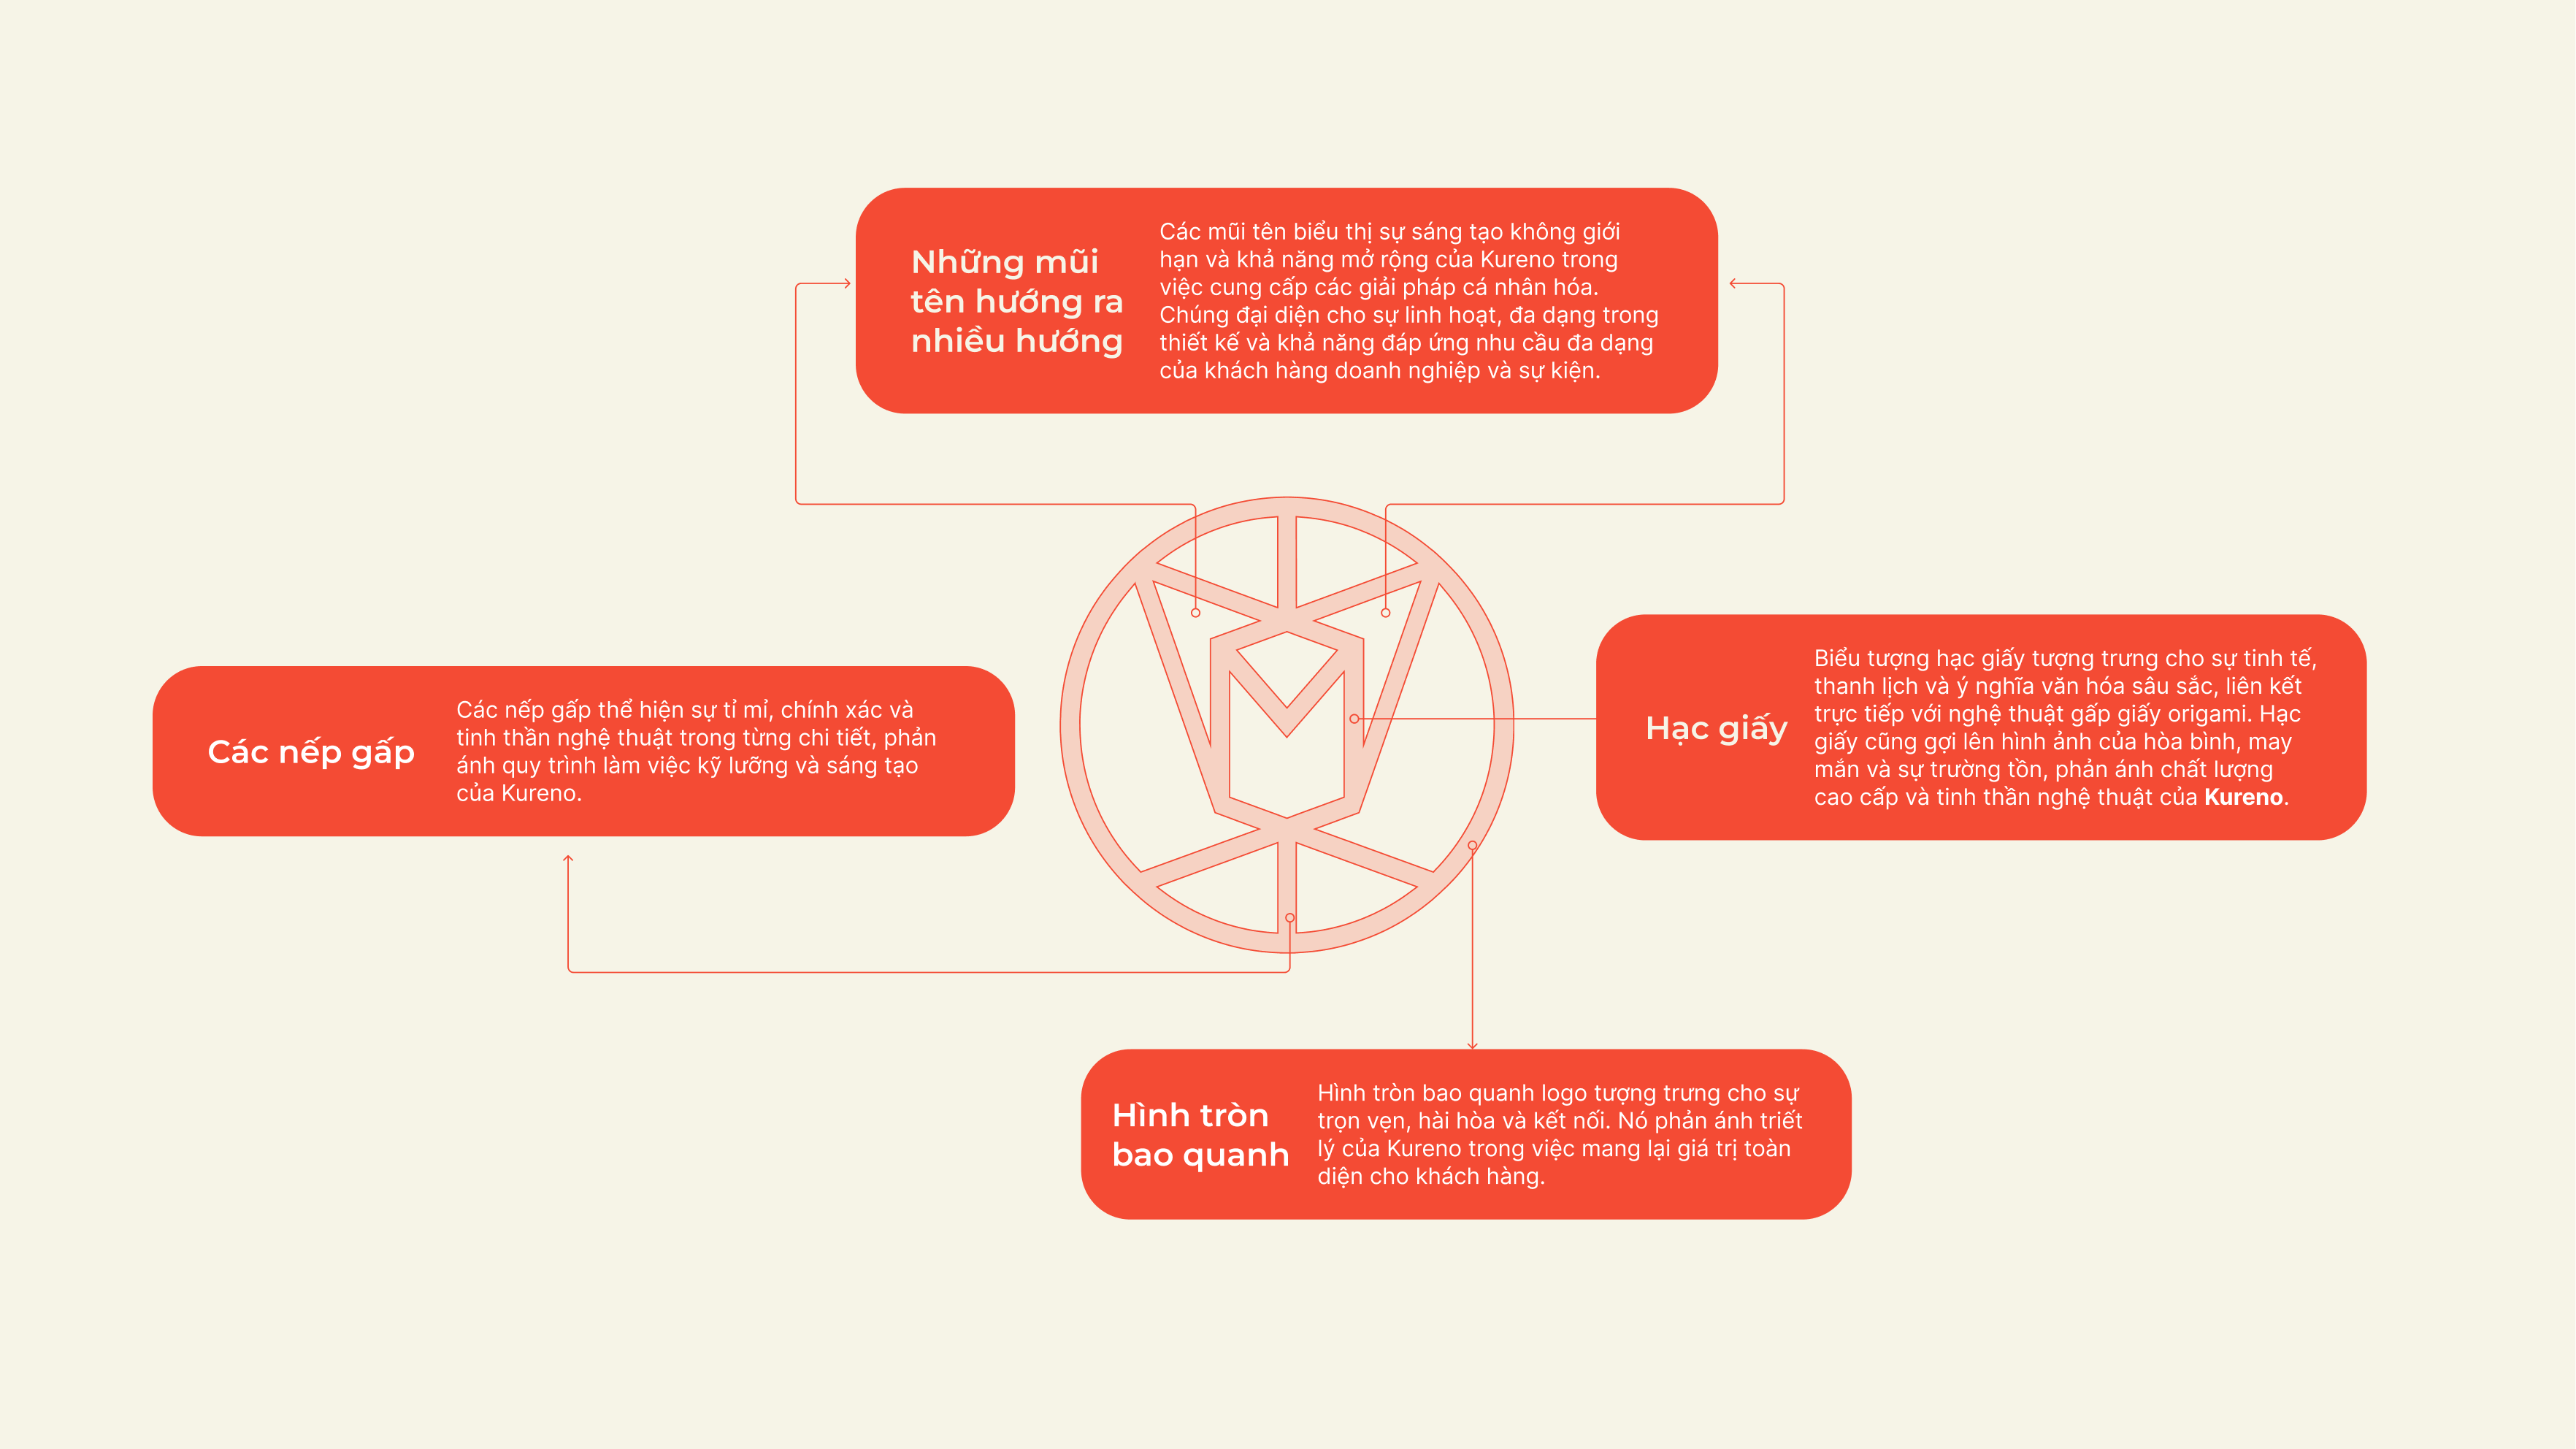 Những mũi
tên hướng ra
nhiều hướng
Các mũi tên biểu thị sự sáng tạo không giới
hạn và khả năng mở rộng của Kureno trong
việc cung cấp các giải pháp cá nhân hóa.
Chúng đại diện cho sự linh hoạt, đa dạng trong
thiết kế và khả năng đáp ứng nhu cầu đa dạng
của khách hàng doanh nghiệp và sự kiện.
Các nếp gấp
Các nếp gấp thể hiện sự tỉ mỉ, chính xác và
tinh thần nghệ thuật trong từng chi tiết, phản
ánh quy trình làm việc kỹ lưỡng và sáng tạo
của Kureno.
Hạc giấy
Biểu tượng hạc giấy tượng trưng cho sự tinh tế,
thanh lịch và ý nghĩa văn hóa sâu sắc, liên kết
trực tiếp với nghệ thuật gấp giấy origami. Hạc
giấy cũng gợi lên hình ảnh của hòa bình, may
mắn và sự trường tồn, phản ánh chất lượng
cao cấp và tinh thần nghệ thuật của Kureno.
Hình tròn
bao quanh
Hình tròn bao quanh logo tượng trưng cho sự
trọn vẹn, hài hòa và kết nối. Nó phản ánh triết
lý của Kureno trong việc mang lại giá trị toàn
diện cho khách hàng.